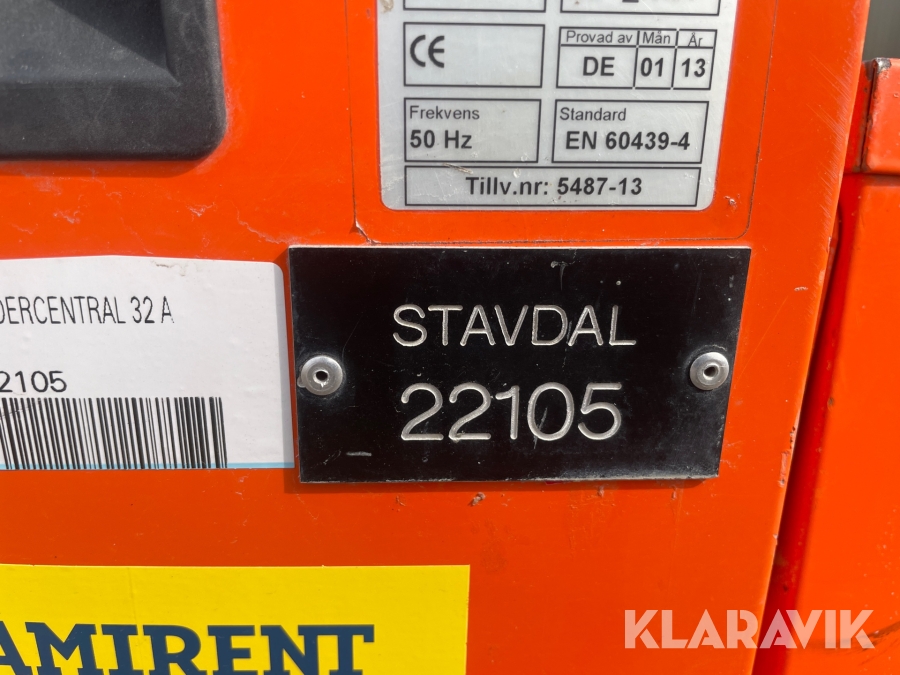 CE
Provad av Mån År
DE 01 13
Frekvens
50 Hz
Standard
EN 60439-4
Tillv.nr: 5487-13
DERCENTRAL 32 A
2105
STAVDAL
22105
AMIRENT
KLARAVIK